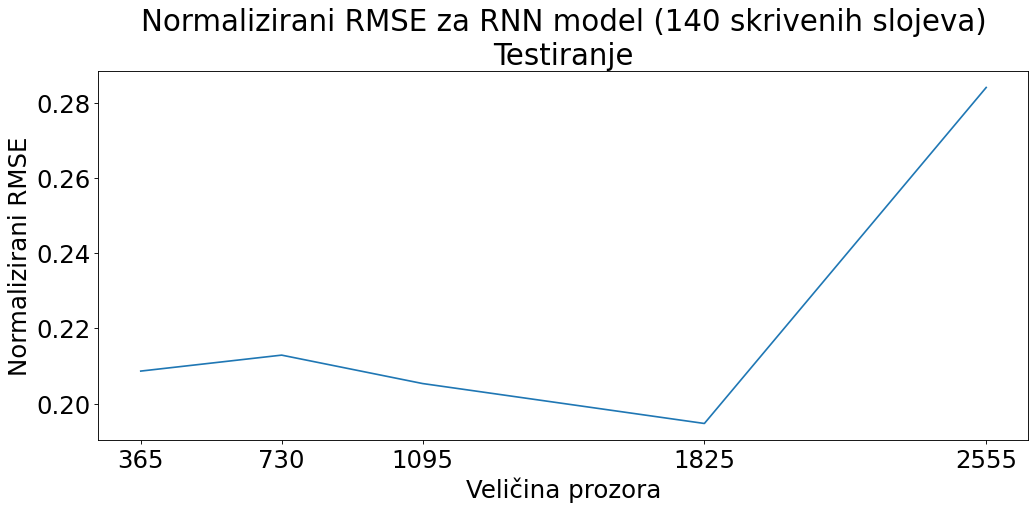 Normalizirani RMSE za RNN model (140 skrivenih slojeva)
Testiranje
Normalizirani RMSE
0.28
0.26
0.24
0.22
0.20
365 730 1095 1825 2555
Veličina prozora